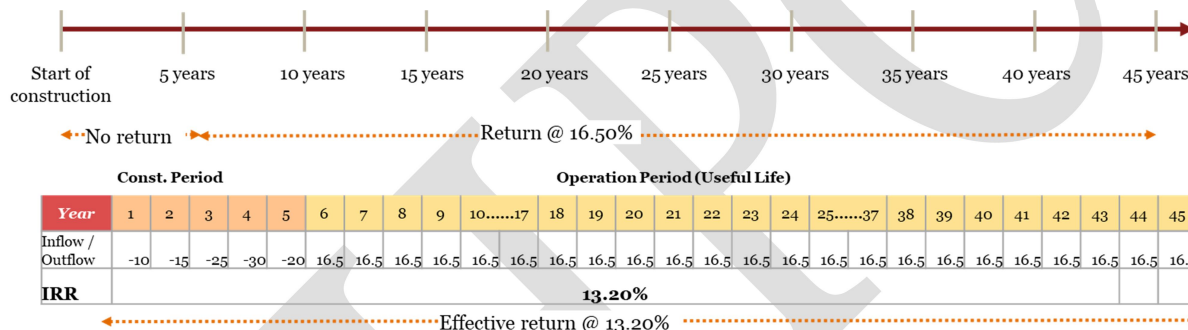 Start of construction 5 years 10 years 15 years 20 years 25 years 30 years 35 years 40 years 45 years
No return Return @ 16.50%
Const. Period Operation Period (Useful Life)
Year 1 2 3 4 5 6 7 8 9 10......17 18 19 20 21 22 23 24 25......37 38 39 40 41 42 43 44 45
Inflow / Outflow -10 -15 -25 -30 -20 16.5 16.5 16.5 16.5 16.5 16.5 16.5 16.5 16.5 16.5 16.5 16.5 16.5 16.5 16.5 16.5 16.5 16.5 16.5 16.5 16.5 16.5 16.
IRR 13.20%
Effective return @ 13.20%